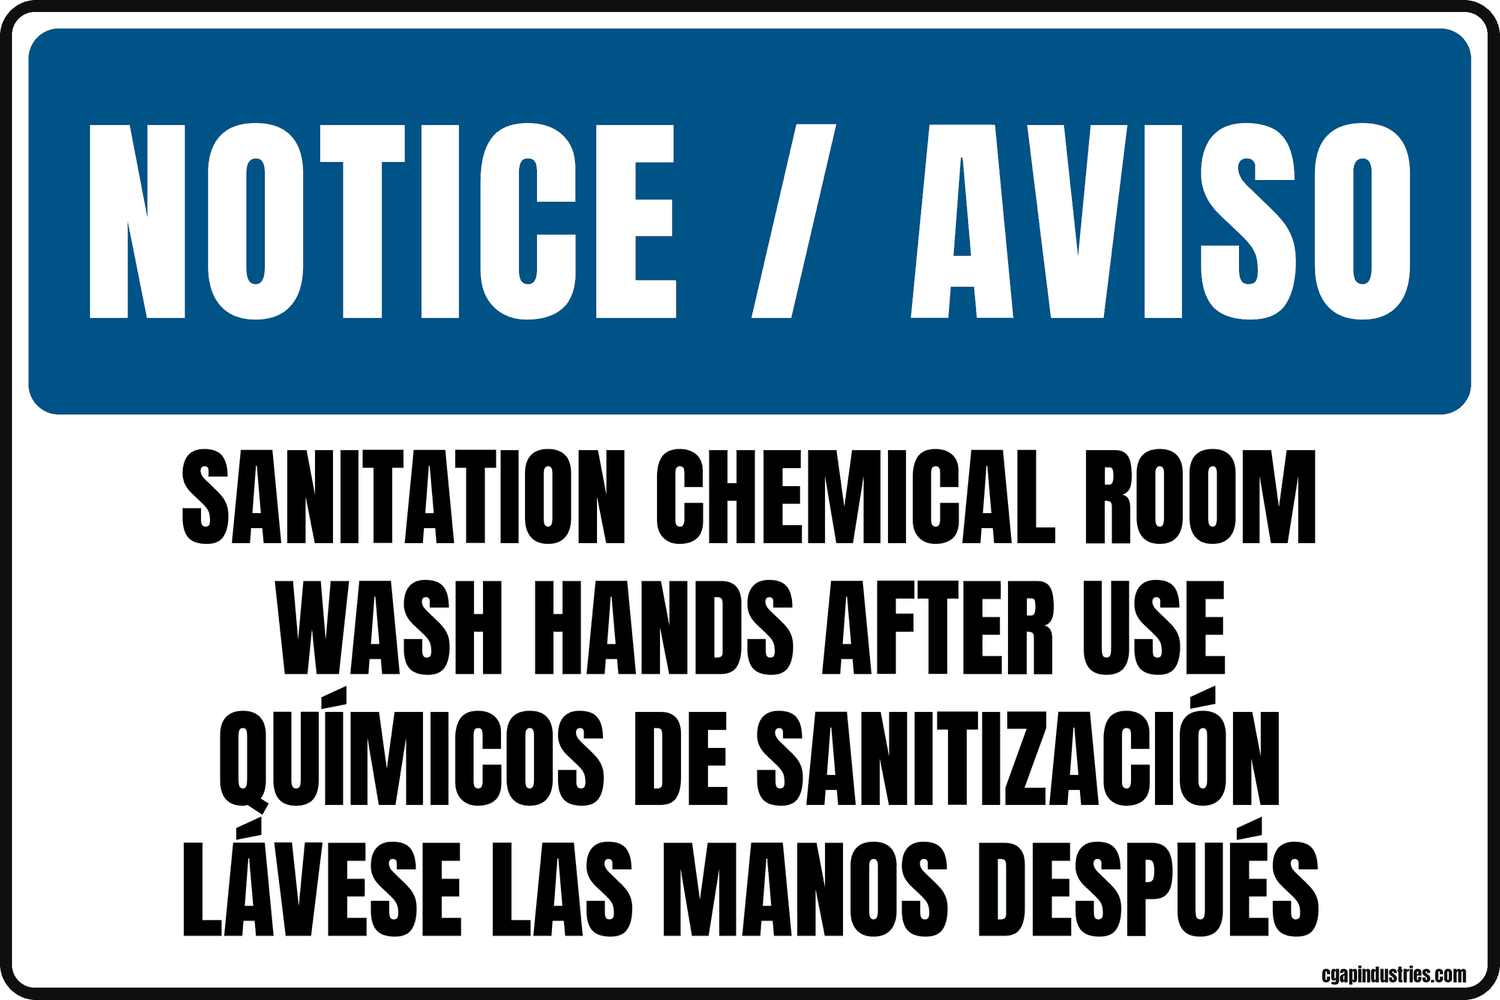 NOTICE / AVISO
SANITATION CHEMICAL ROOM
WASH HANDS AFTER USE
QUÍMICOS DE SANITIZACIÓN
LÁVESE LAS MANOS DESPUÉS
cgapindustries.com